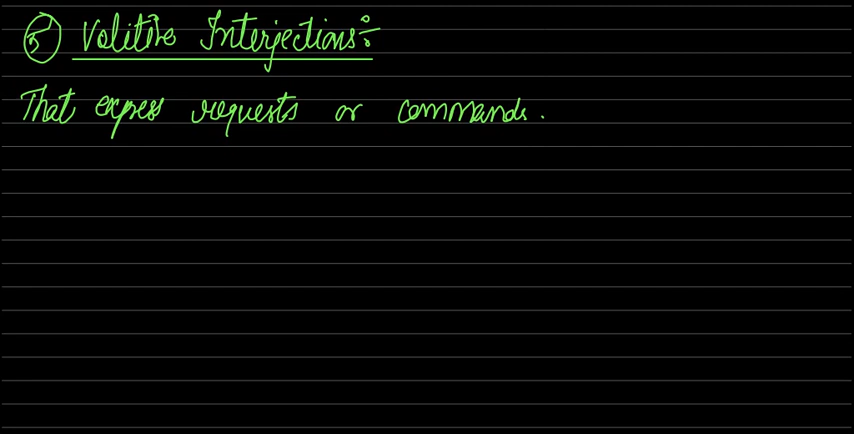 5 Volitive Interjections:-
That express requests or commands.